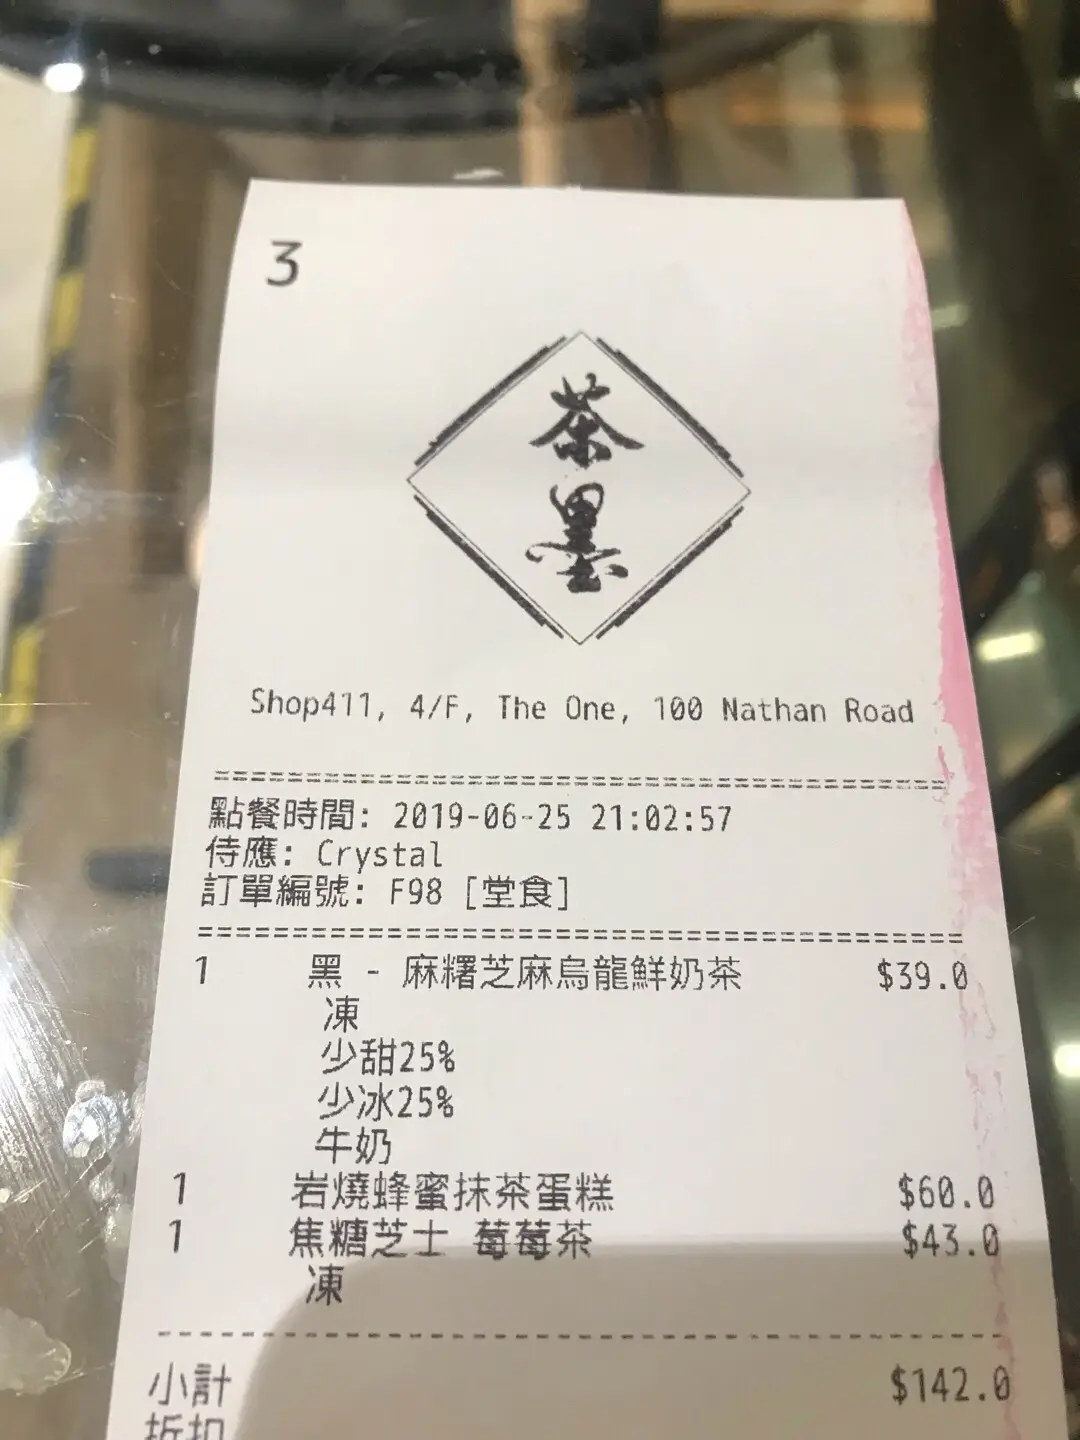 3
茶
墨
Shop411, 4/F, The One, 100 Nathan Road
點餐時間: 2019-06-25 21:02:57
侍應: Crystal
訂單編號: F98 [堂食]
1 黑 - 麻糬芝麻烏龍鮮奶茶 $39.0
凍
少甜25%
少冰25%
牛奶
1 岩燒蜂蜜抹茶蛋糕 $60.0
1 焦糖芝士 莓莓茶 $43.0
凍
小計 $142.0
折扣